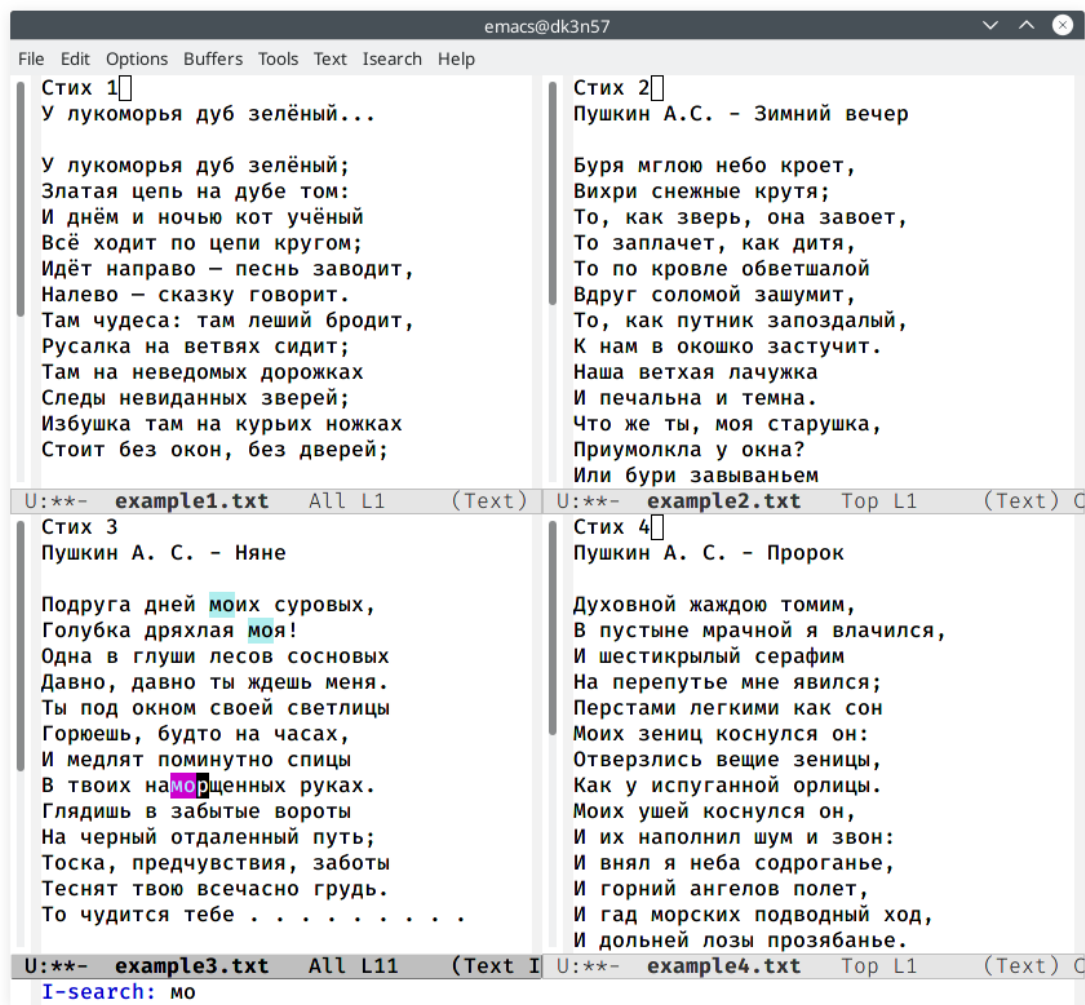 emacs@dk3n57
File Edit Options Buffers Tools Text Isearch Help
Стих 1
У лукоморья дуб зелёный...
У лукоморья дуб зелёный;
Златая цепь на дубе том:
И днём и ночью кот учёный
Всё ходит по цепи кругом;
Идёт направо — песнь заводит,
Налево — сказку говорит.
Там чудеса: там леший бродит,
Русалка на ветвях сидит;
Там на неведомых дорожках
Следы невиданных зверей;
Избушка там на курьих ножках
Стоит без окон, без дверей;
U:**- example1.txt All L1 (Text)
Стих 2
Пушкин А.С. - Зимний вечер
Буря мглою небо кроет,
Вихри снежные крутя;
То, как зверь, она завоет,
То заплачет, как дитя,
То по кровле обветшалой
Вдруг соломой зашумит,
То, как путник запоздалый,
К нам в окошко застучит.
Наша ветхая лачужка
И печальна и темна.
Что же ты, моя старушка,
Приумолкла у окна?
Или бури завываньем
U:**- example2.txt Top L1 (Text) C
Стих 3
Пушкин А. С. - Няне
Подруга дней моих суровых,
Голубка дряхлая моя!
Одна в глуши лесов сосновых
Давно, давно ты ждешь меня.
Ты под окном своей светлицы
Горюешь, будто на часах,
И медлят поминутно спицы
В твоих наморщенных руках.
Глядишь в забытые вороты
На черный отдаленный путь;
Тоска, предчувствия, заботы
Теснят твою всечасно грудь.
То чудится тебе . . . . . . . . .
U:**- example3.txt All L11 (Text I
Стих 4
Пушкин А. С. - Пророк
Духовной жаждою томим,
В пустыне мрачной я влачился,
И шестикрылый серафим
На перепутье мне явился;
Перстами легкими как сон
Моих зениц коснулся он:
Отверзлись вещие зеницы,
Как у испуганной орлицы.
Моих ушей коснулся он,
И их наполнил шум и звон:
И внял я неба содроганье,
И горний ангелов полет,
И гад морских подводный ход,
И дольней лозы прозябанье.
U:**- example4.txt Top L1 (Text) C
I-search: мо